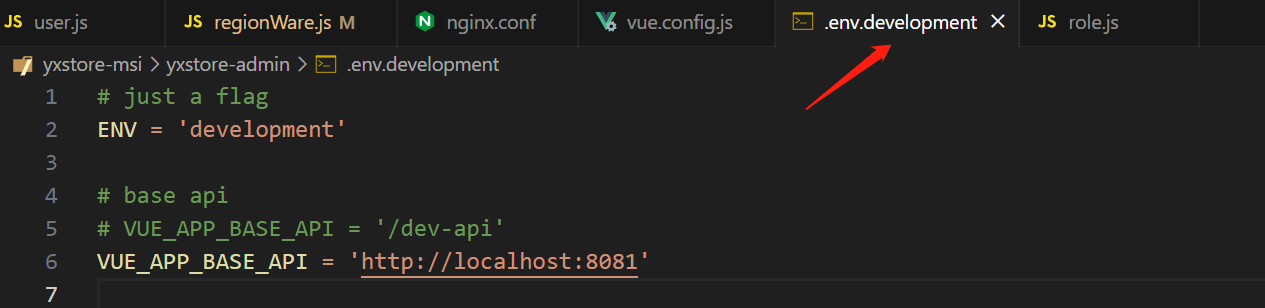 JS user.js JS regionWare.js M nginx.conf vue.config.js .env.development JS role.js
yxstore-msi > yxstore-admin > .env.development
1 # just a flag
2 ENV = 'development'
3
4 # base api
5 # VUE_APP_BASE_API = '/dev-api'
6 VUE_APP_BASE_API = 'http://localhost:8081'
7